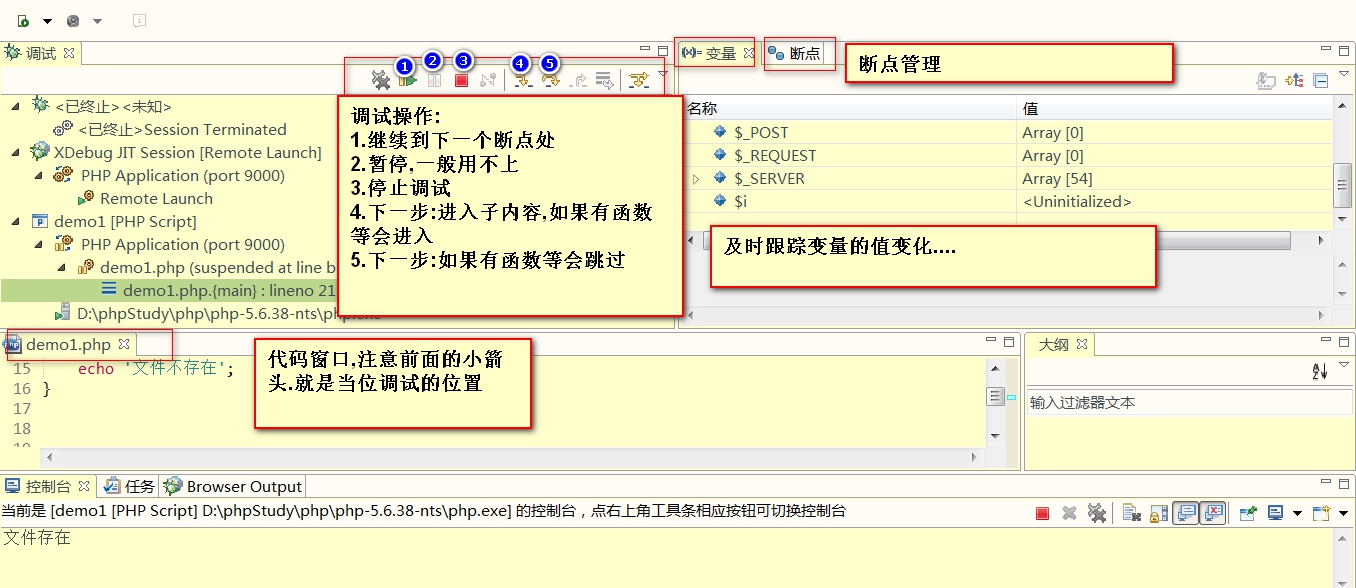 调试
变量
断点
断点管理
1
2
3
4
5
<已终止><未知>
<已终止>Session Terminated
XDebug JIT Session [Remote Launch]
PHP Application (port 9000)
Remote Launch
demo1 [PHP Script]
PHP Application (port 9000)
demo1.php (suspended at line b
demo1.php.{main} : lineno 21
D:\phpStudy\php\php-5.6.38-nts\php.exe
调试操作:
1.继续到下一个断点处
2.暂停,一般用不上
3.停止调试
4.下一步:进入子内容,如果有函数
等会进入
5.下一步:如果有函数等会跳过
名称 值
$_POST Array [0]
$_REQUEST Array [0]
$_SERVER Array [54]
$i <Uninitialized>
及时跟踪变量的值变化....
demo1.php
15 echo '文件不存在';
16 }
17
18
19
代码窗口,注意前面的小箭
头.就是当位调试的位置
大纲
输入过滤器文本
控制台 任务 Browser Output
当前是 [demo1 [PHP Script] D:\phpStudy\php\php-5.6.38-nts\php.exe] 的控制台，点右上角工具条相应按钮可切换控制台
文件存在